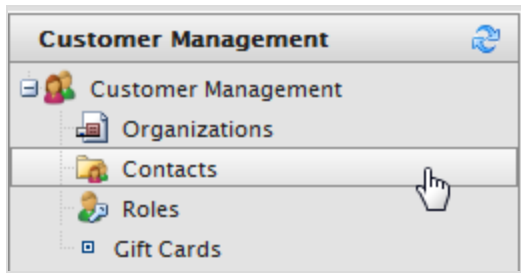 Customer Management
Customer Management
Organizations
Contacts
Roles
Gift Cards